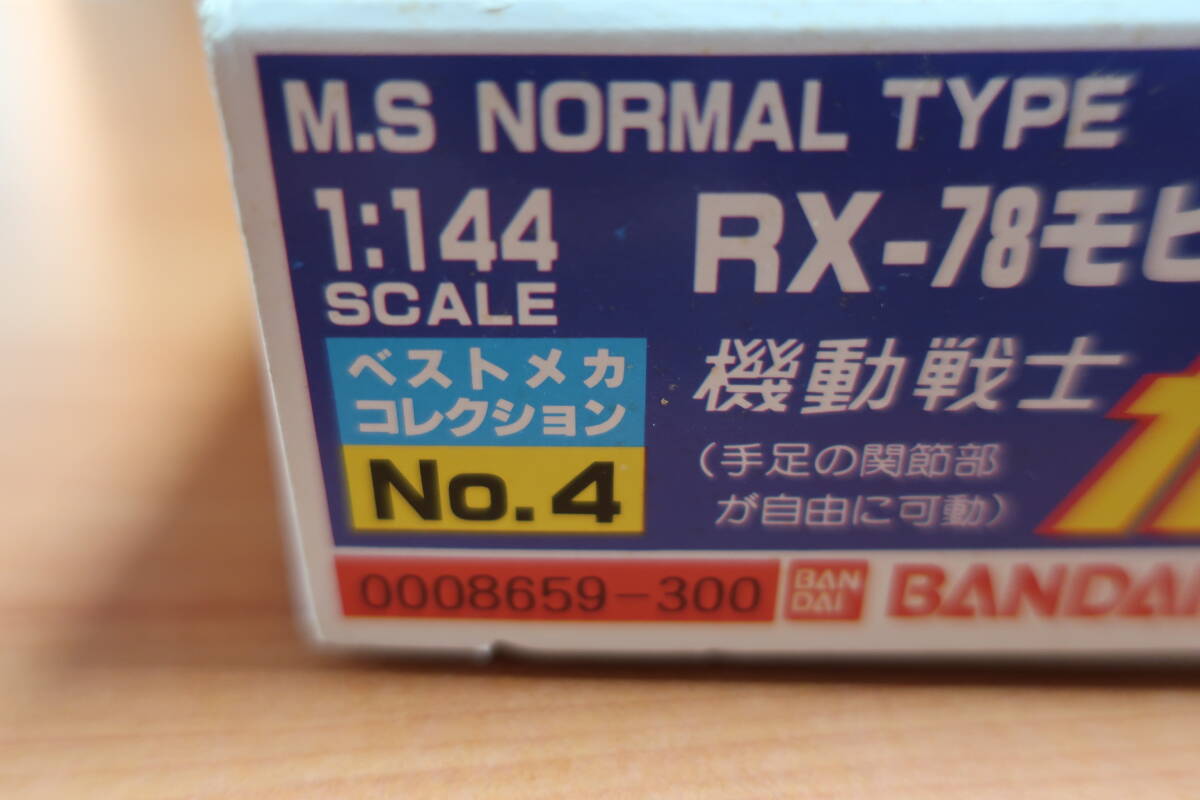 M.S NORMAL TYPE
1:144
SCALE
ベストメカ
コレクション
No.4
RX-78モビ
機動戦士
(手足の関節部
が自由に可動)
0008659-300
BAN
DAI
BANDAI